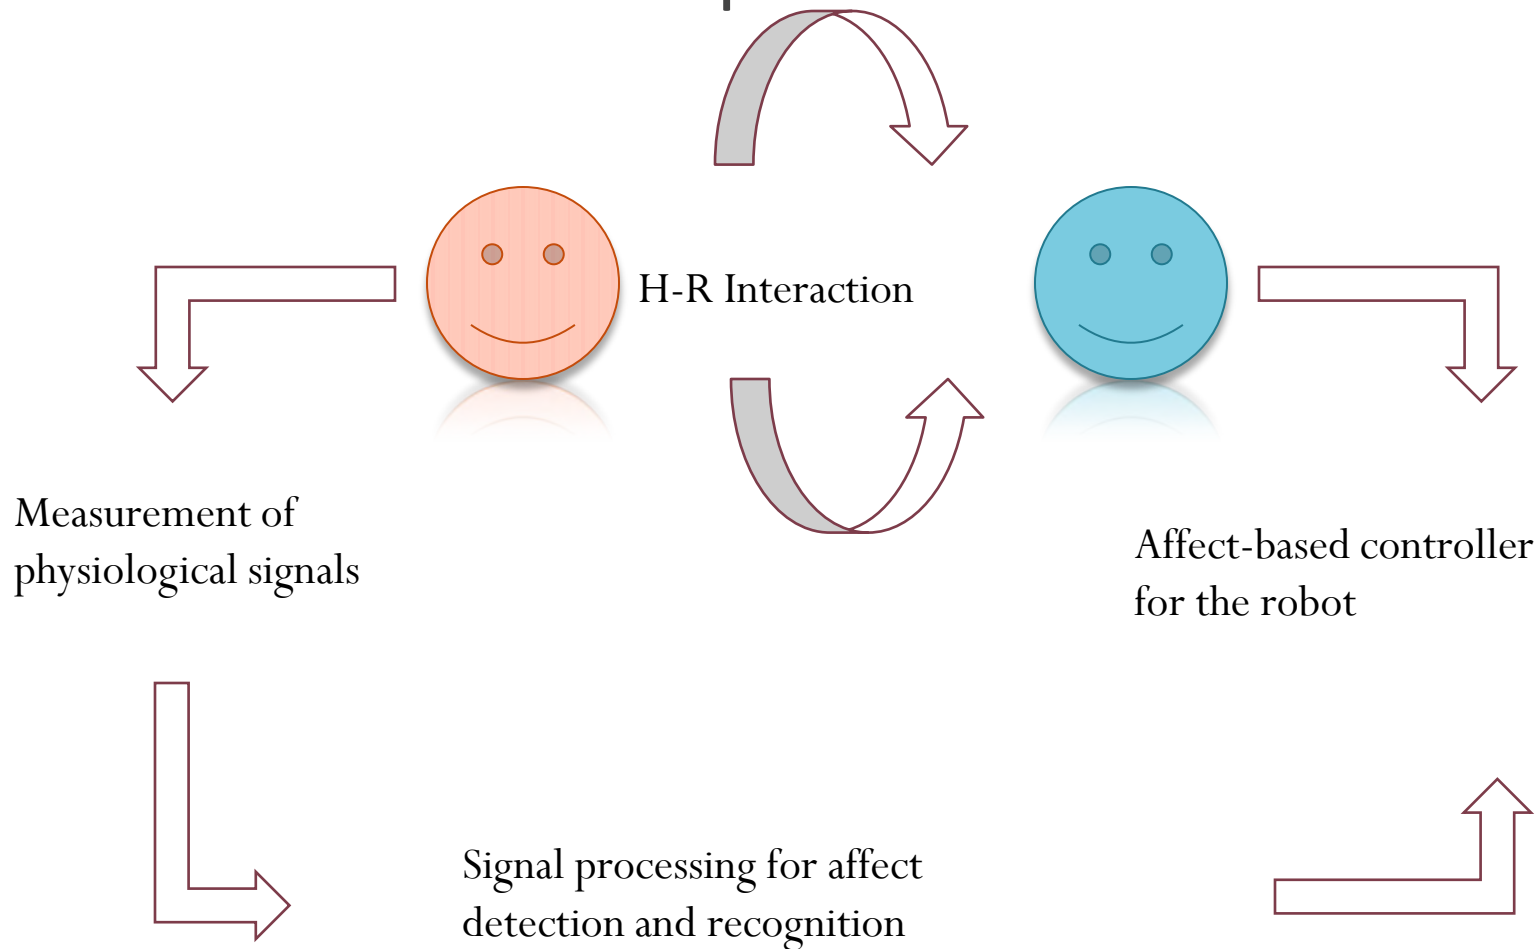 H-R Interaction
Measurement of
physiological signals
Affect-based controller
for the robot
Signal processing for affect
detection and recognition